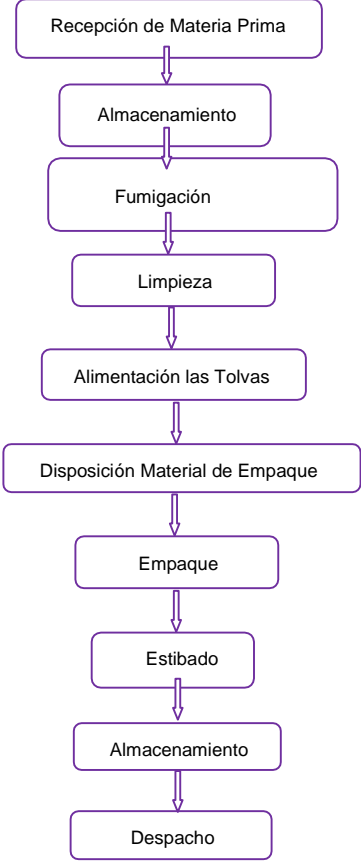 Recepción de Materia Prima
Almacenamiento
Fumigación
Limpieza
Alimentación las Tolvas
Disposición Material de Empaque
Empaque
Estibado
Almacenamiento
Despacho